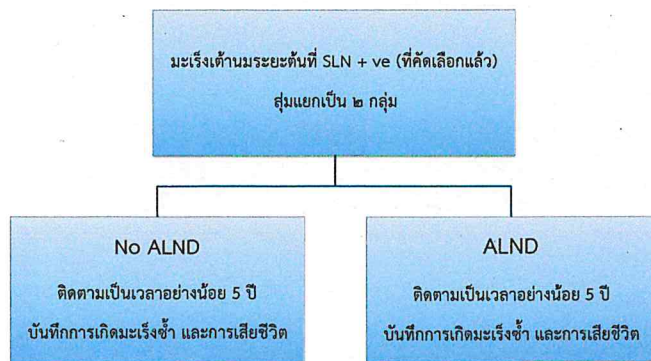 มะเร็งเต้านมระยะต้นที่ SLN + ve (ที่คัดเลือกแล้ว)
สุ่มแยกเป็น ๒ กลุ่ม
No ALND
ติดตามเป็นเวลาอย่างน้อย 5 ปี
บันทึกการเกิดมะเร็งซ้ำ และการเสียชีวิต
ALND
ติดตามเป็นเวลาอย่างน้อย 5 ปี
บันทึกการเกิดมะเร็งซ้ำ และการเสียชีวิต